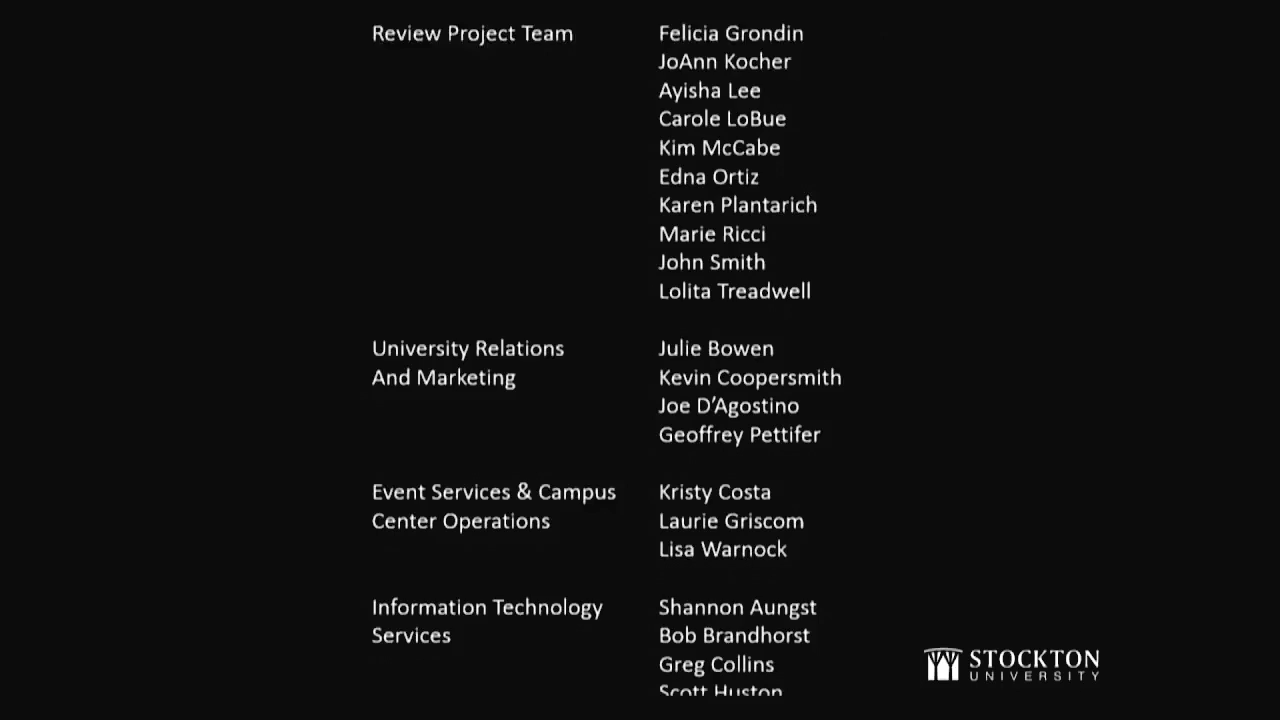 Review Project Team Felicia Grondin
JoAnn Kocher
Ayisha Lee
Carole LoBue
Kim McCabe
Edna Ortiz
Karen Plantarich
Marie Ricci
John Smith
Lolita Treadwell
University Relations Julie Bowen
And Marketing Kevin Coopersmith
Joe D’Agostino
Geoffrey Pettifer
Event Services & Campus Kristy Costa
Center Operations Laurie Griscom
Lisa Warnock
Information Technology Shannon Aungst
Services Bob Brandhorst
Greg Collins
Scott Huston
STOCKTON
UNIVERSITY